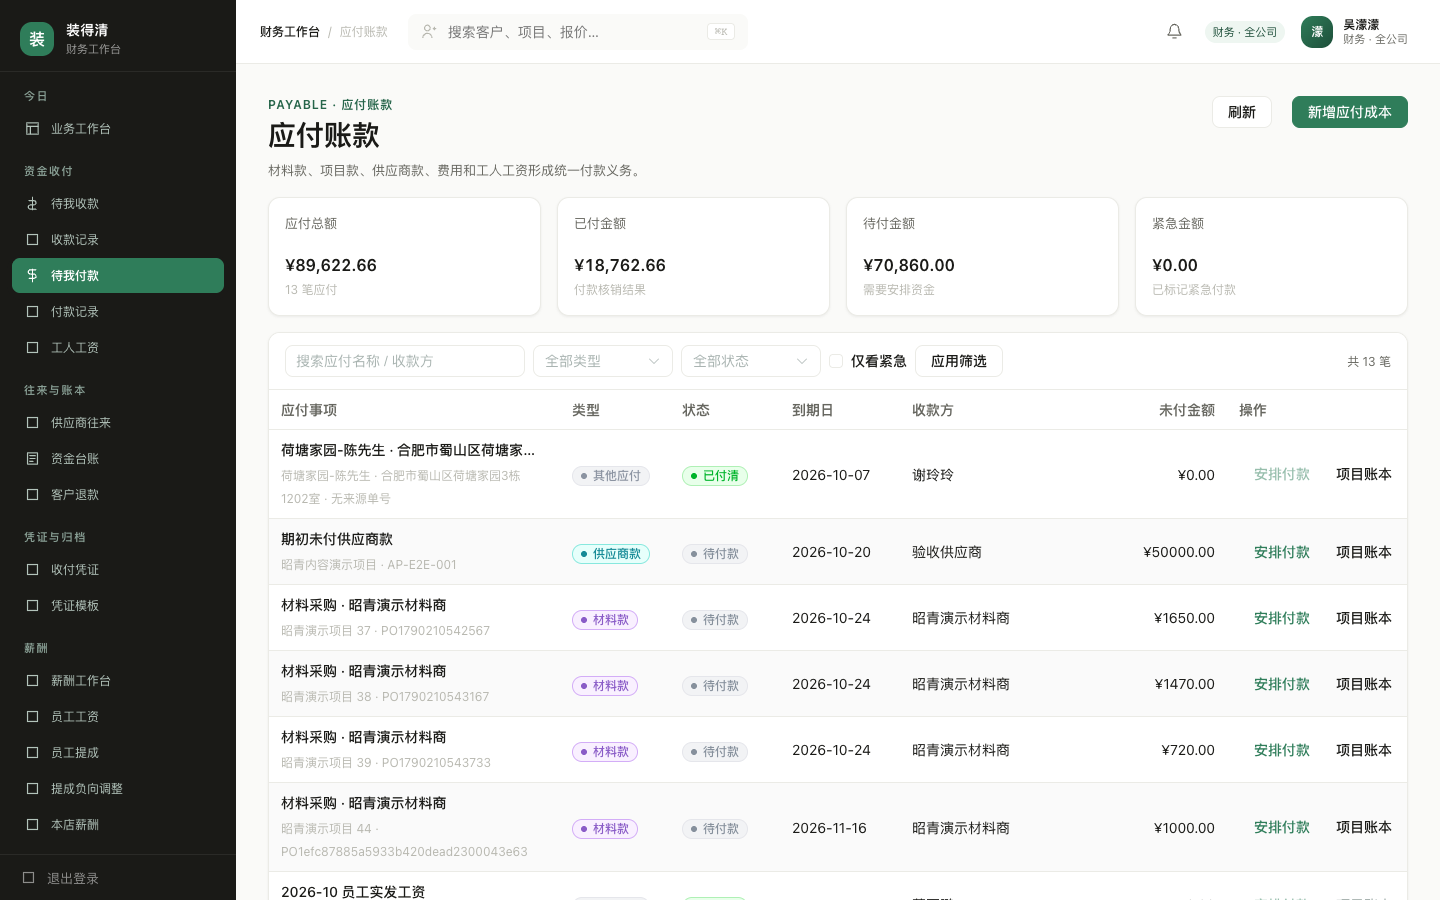 装
装得清
财务工作台
今日
业务工作台
资金收付
待我收款
收款记录
待我付款
付款记录
工人工资
往来与账本
供应商往来
资金台账
客户退款
凭证与归档
收付凭证
凭证模板
薪酬
薪酬工作台
员工工资
员工提成
提成负向调整
本店薪酬
退出登录
财务工作台 / 应付账款
搜索客户、项目、报价...
⌘K
财务 · 全公司
濛
吴濛濛
财务 · 全公司
PAYABLE · 应付账款
应付账款
材料款、项目款、供应商款、费用和工人工资形成统一付款义务。
刷新
新增应付成本
应付总额
¥89,622.66
13 笔应付
已付金额
¥18,762.66
付款核销结果
待付金额
¥70,860.00
需要安排资金
紧急金额
¥0.00
已标记紧急付款
搜索应付名称 / 收款方
全部类型
全部状态
仅看紧急
应用筛选
共 13 笔
应付事项 类型 状态 到期日 收款方 未付金额 操作
荷塘家园-陈先生 · 合肥市蜀山区荷塘家...
荷塘家园-陈先生 · 合肥市蜀山区荷塘家园3栋
1202室 · 无来源单号
其他应付 已付清 2026-10-07 谢玲玲 ¥0.00 安排付款 项目账本
期初未付供应商款
昭青内容演示项目 · AP-E2E-001
供应商款 待付款 2026-10-20 验收供应商 ¥50000.00 安排付款 项目账本
材料采购 · 昭青演示材料商
昭青演示项目 37 · PO1790210542567
材料款 待付款 2026-10-24 昭青演示材料商 ¥1650.00 安排付款 项目账本
材料采购 · 昭青演示材料商
昭青演示项目 38 · PO1790210543167
材料款 待付款 2026-10-24 昭青演示材料商 ¥1470.00 安排付款 项目账本
材料采购 · 昭青演示材料商
昭青演示项目 39 · PO1790210543733
材料款 待付款 2026-10-24 昭青演示材料商 ¥720.00 安排付款 项目账本
材料采购 · 昭青演示材料商
昭青演示项目 44 ·
PO1efc87885a5933b420dead2300043e63
材料款 待付款 2026-11-16 昭青演示材料商 ¥1000.00 安排付款 项目账本
2026-10 员工实发工资